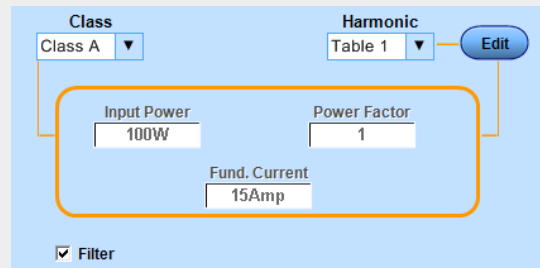 Class Harmonic
Class A Table 1 Edit
Input Power Power Factor
100W 1
Fund. Current
15Amp
Filter